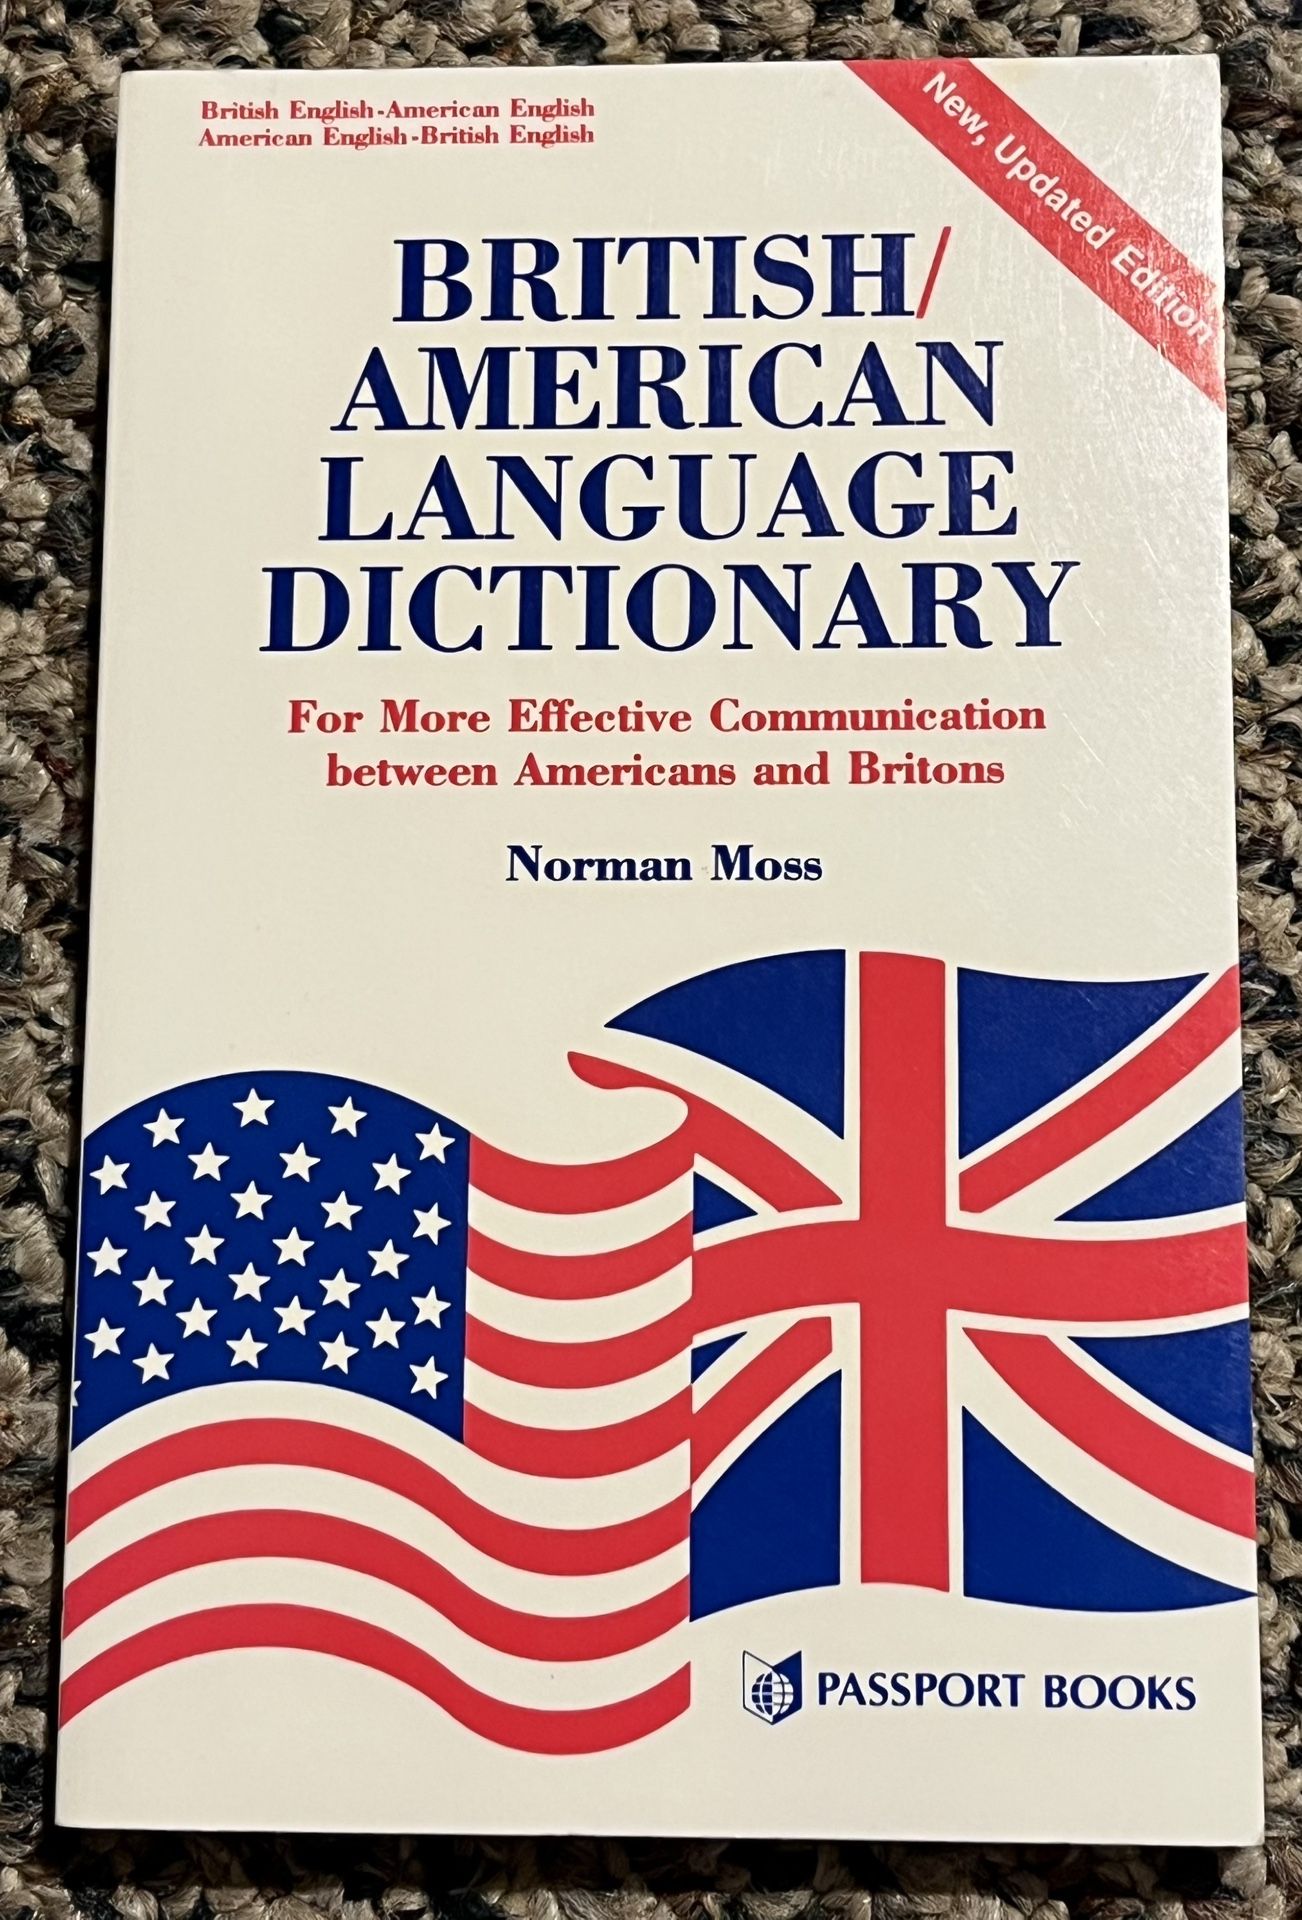 British English-American English
American English-British English
New, Updated Edition
BRITISH/
AMERICAN
LANGUAGE
DICTIONARY
For More Effective Communication
between Americans and Britons
Norman Moss
PASSPORT BOOKS